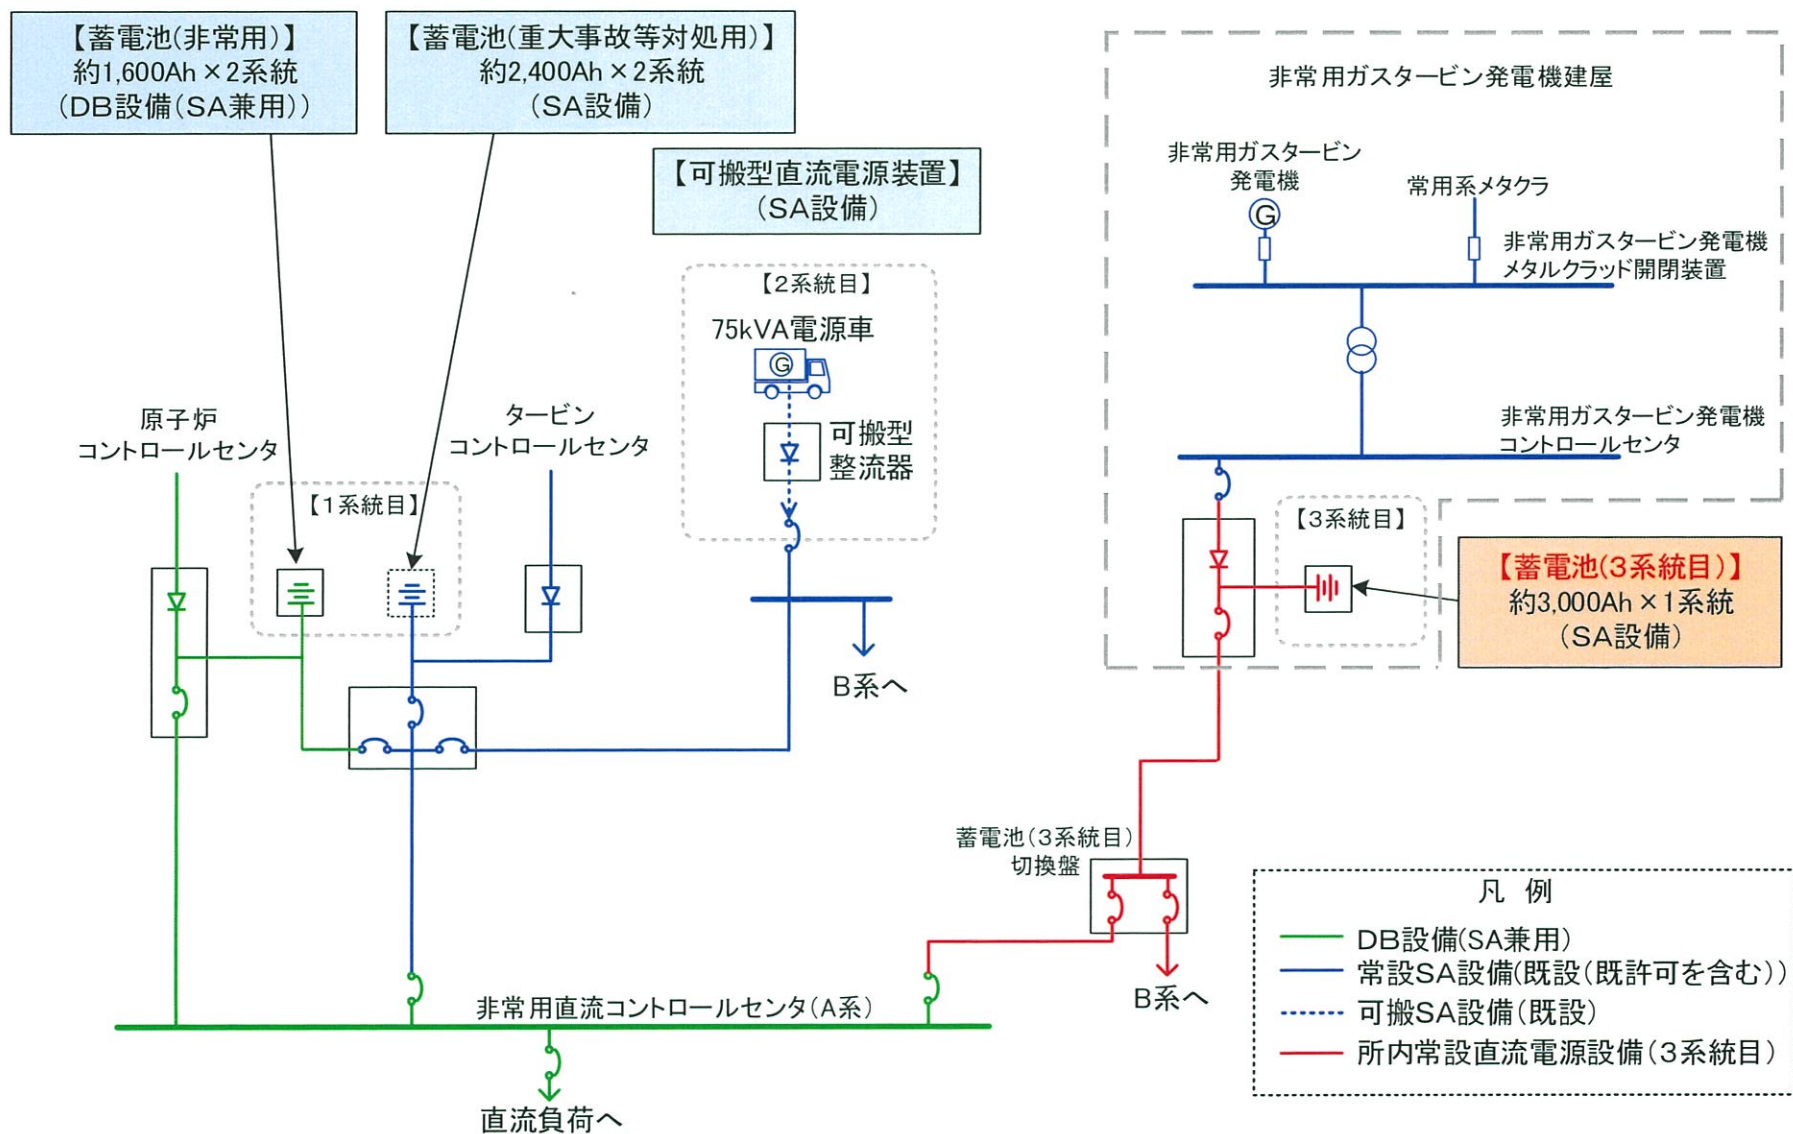 【蓄電池(非常用)】
約1,600Ah×2系統
(DB設備(SA兼用))
【蓄電池(重大事故等対処用)】
約2,400Ah×2系統
(SA設備)
【可搬型直流電源装置】
(SA設備)
【2系統目】
75kVA電源車
G
可搬型
整流器
原子炉
コントロールセンタ
【1系統目】
タービン
コントロールセンタ
B系へ
非常用ガスタービン発電機建屋
非常用ガスタービン
発電機
G
常用系メタクラ
非常用ガスタービン発電機
メタルクラッド開閉装置
非常用ガスタービン発電機
コントロールセンタ
【3系統目】
【蓄電池(3系統目)】
約3,000Ah×1系統
(SA設備)
蓄電池(3系統目)
切換盤
B系へ
非常用直流コントロールセンタ(A系)
直流負荷へ
凡 例
DB設備(SA兼用)
常設SA設備(既設(既許可を含む))
可搬SA設備(既設)
所内常設直流電源設備(3系統目)